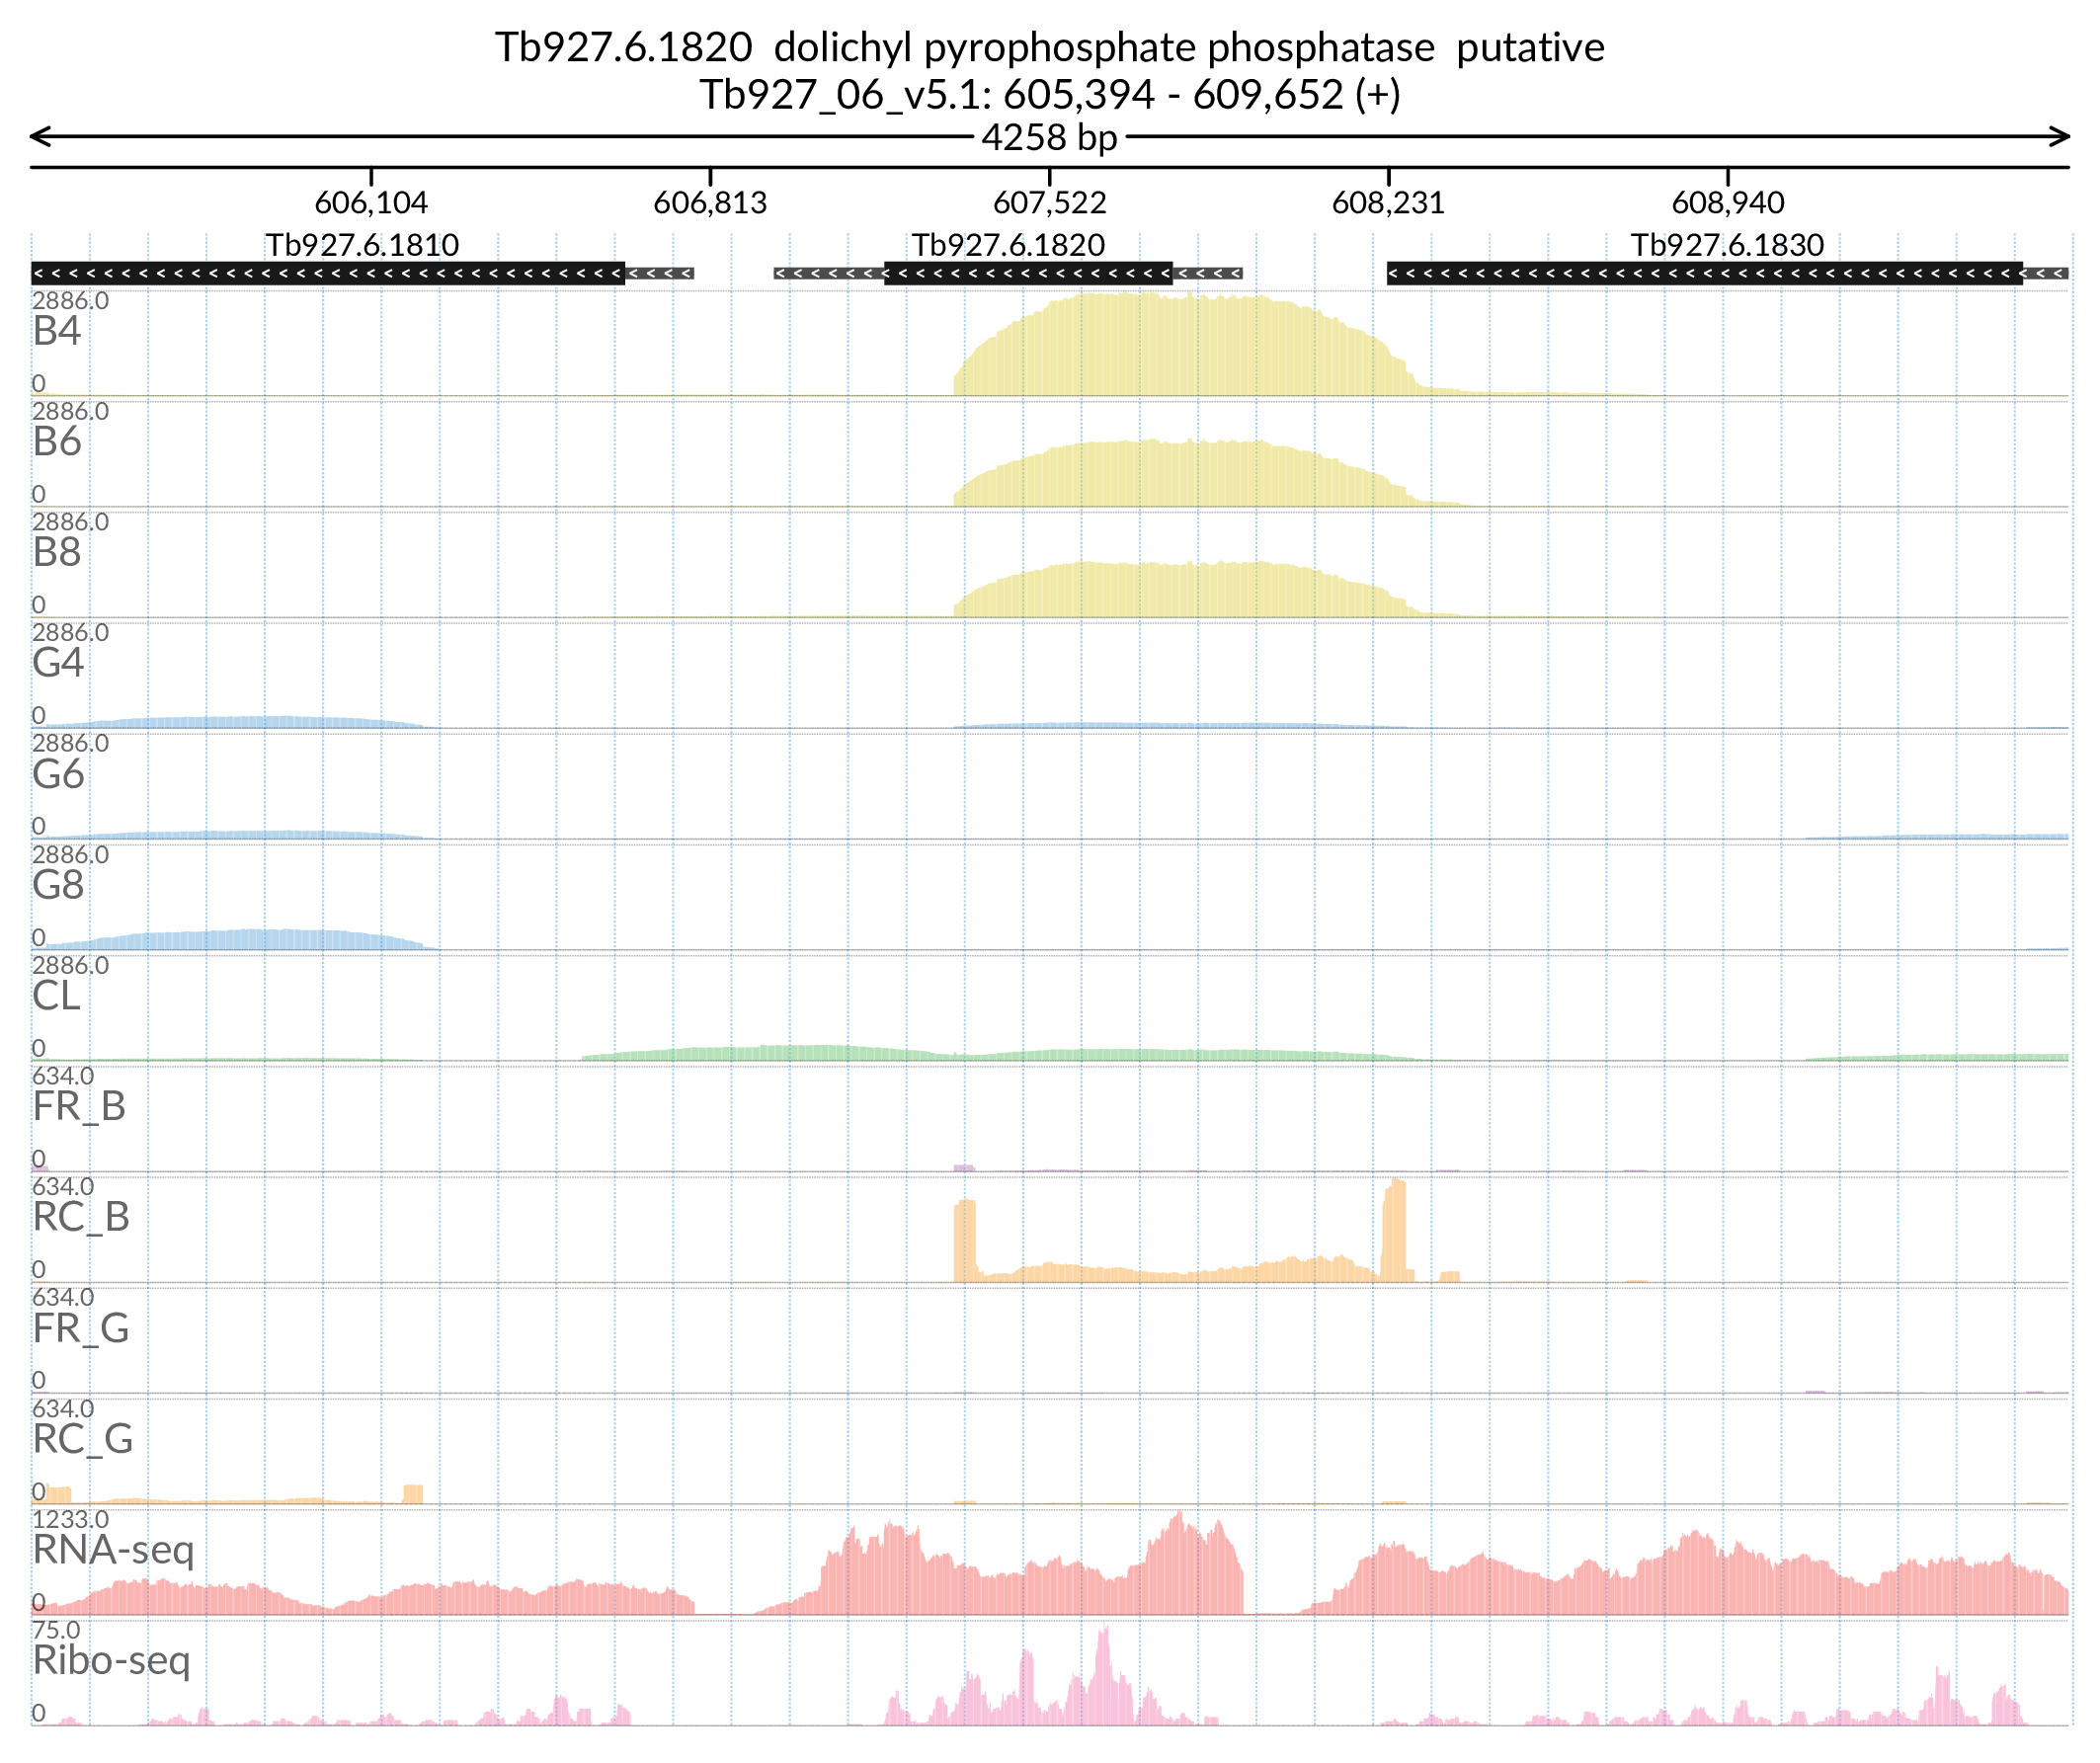 Tb927.6.1820 dolichyl pyrophosphate phosphatase putative
Tb927_06_v5.1: 605,394 - 609,652 (+)
4258 bp
606,104 606,813 607,522 608,231 608,940
Tb927.6.1810 Tb927.6.1820 Tb927.6.1830
2886.0
B4
0
2886.0
B6
0
2886.0
B8
0
2886.0
G4
0
2886.0
G6
0
2886.0
G8
0
2886.0
CL
0
634.0
FR_B
0
634.0
RC_B
0
634.0
FR_G
0
634.0
RC_G
0
1233.0
RNA-seq
0
75.0
Ribo-seq
0